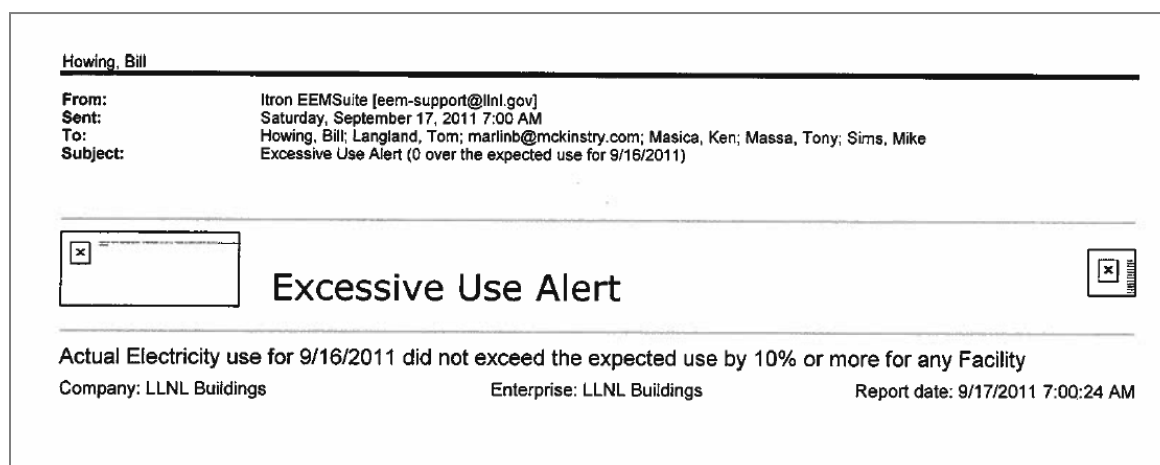 Howing, Bill
From: Itron EEMSuite [eem-support@llnl.gov]
Sent: Saturday, September 17, 2011 7:00 AM
To: Howing, Bill; Langland, Tom; marlinb@mckinstry.com; Masica, Ken; Massa, Tony; Sims, Mike
Subject: Excessive Use Alert (0 over the expected use for 9/16/2011)
Excessive Use Alert
Actual Electricity use for 9/16/2011 did not exceed the expected use by 10% or more for any Facility
Company: LLNL Buildings Enterprise: LLNL Buildings Report date: 9/17/2011 7:00:24 AM